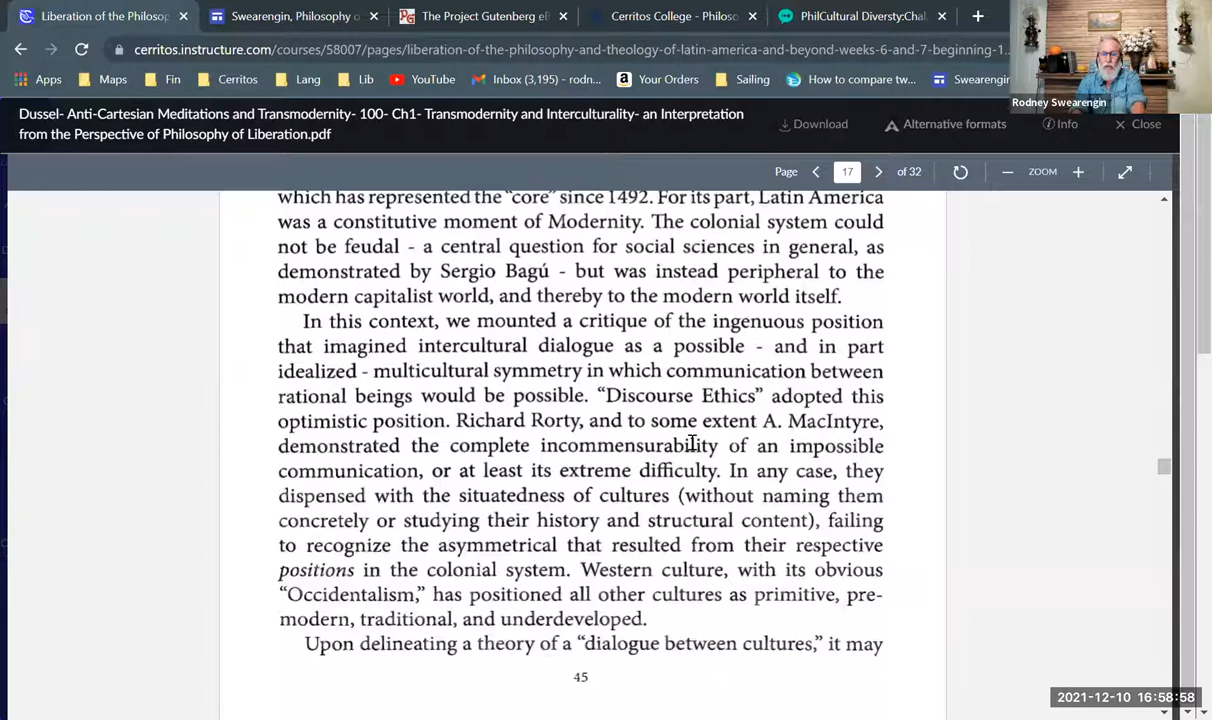 Liberation of the Philosop
Swearengin, Philosophy o
The Project Gutenberg eB
Cerritos College - Philoso
PhilCultural Diversty:Chal
cerritos.instructure.com/courses/58007/pages/liberation-of-the-philosophy-and-theology-of-latin-america-and-beyond-weeks-6-and-7-beginning-1...
Apps
Maps
Fin
Cerritos
Lang
Lib
YouTube
Inbox (3,195) - rodn...
Your Orders
Sailing
How to compare tw...
Swearengin
Rodney Swearengin
Dussel- Anti-Cartesian Meditations and Transmodernity- 100- Ch1- Transmodernity and Interculturality- an Interpretation
from the Perspective of Philosophy of Liberation.pdf
Download
Alternative formats
Info
Close
Page 17 of 32
ZOOM
which has represented the "core" since 1492. For its part, Latin America
was a constitutive moment of Modernity. The colonial system could
not be feudal - a central question for social sciences in general, as
demonstrated by Sergio Bagú - but was instead peripheral to the
modern capitalist world, and thereby to the modern world itself.
In this context, we mounted a critique of the ingenuous position
that imagined intercultural dialogue as a possible - and in part
idealized - multicultural symmetry in which communication between
rational beings would be possible. "Discourse Ethics" adopted this
optimistic position. Richard Rorty, and to some extent A. MacIntyre,
demonstrated the complete incommensurability of an impossible
communication, or at least its extreme difficulty. In any case, they
dispensed with the situatedness of cultures (without naming them
concretely or studying their history and structural content), failing
to recognize the asymmetrical that resulted from their respective
positions in the colonial system. Western culture, with its obvious
"Occidentalism," has positioned all other cultures as primitive, pre-
modern, traditional, and underdeveloped.
Upon delineating a theory of a "dialogue between cultures," it may
45
2021-12-10 16:58:58